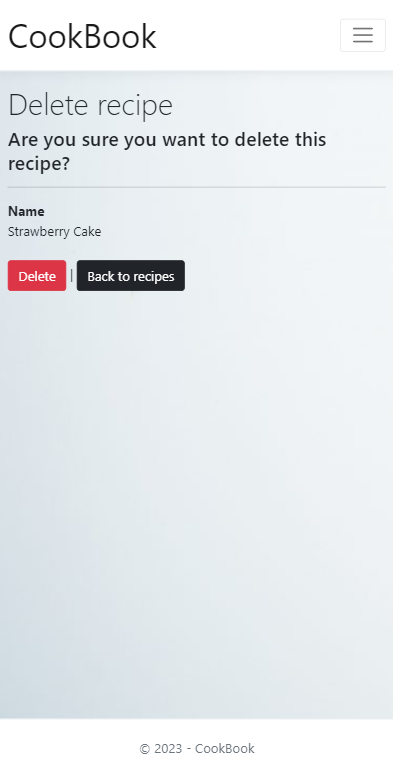 CookBook
Delete recipe
Are you sure you want to delete this
recipe?
Name
Strawberry Cake
Delete | Back to recipes
© 2023 - CookBook